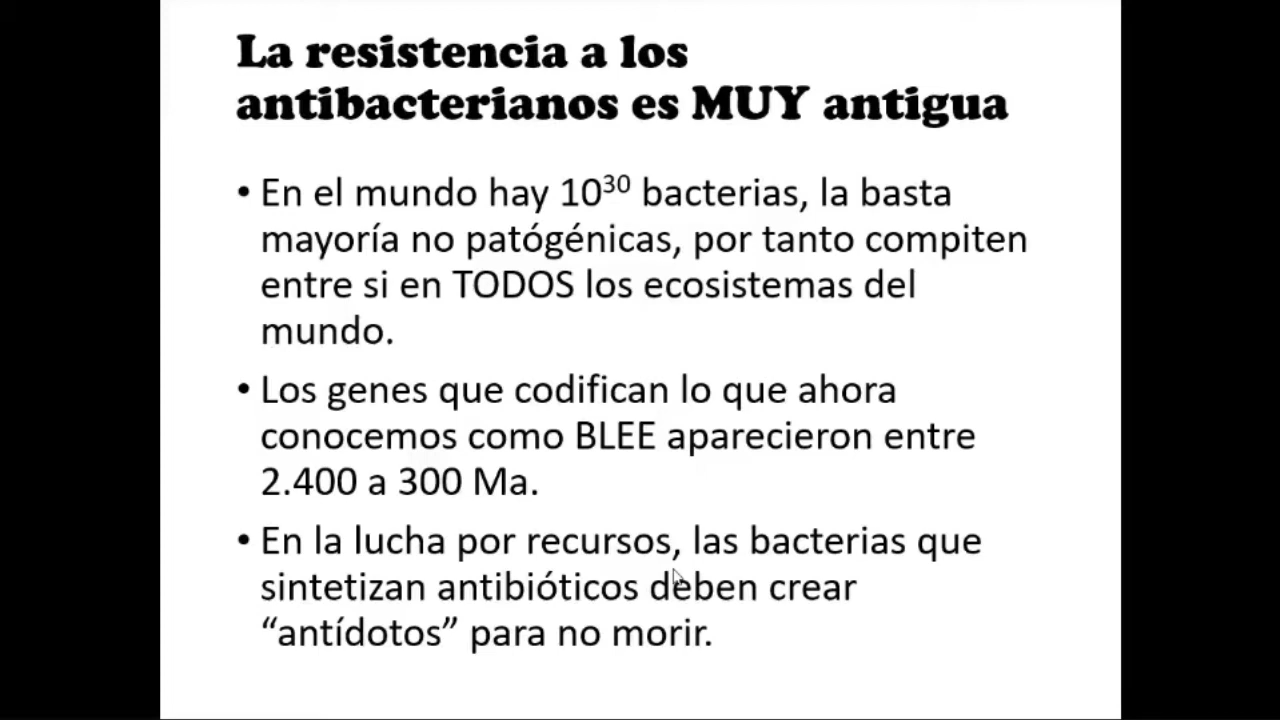 La resistencia a los
antibacterianos es MUY antigua
• En el mundo hay 10³⁰ bacterias, la basta
mayoría no patógénicas, por tanto compiten
entre si en TODOS los ecosistemas del
mundo.
• Los genes que codifican lo que ahora
conocemos como BLEE aparecieron entre
2.400 a 300 Ma.
• En la lucha por recursos, las bacterias que
sintetizan antibióticos deben crear
“antídotos” para no morir.